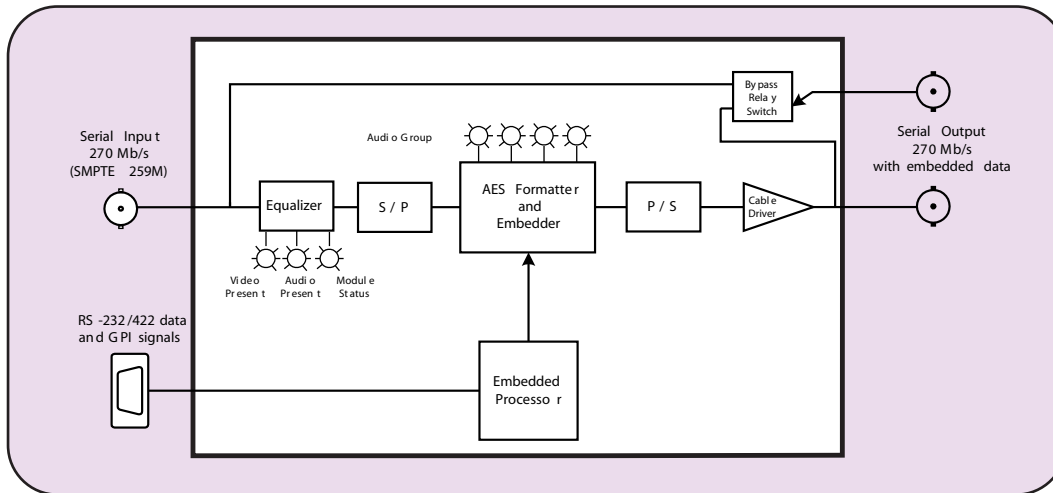 Bypass
Relay
Switch
Serial Input
270 Mb/s
(SMPTE 259M)
Audio Group
Serial Output
270 Mb/s
with embedded data
AES Formatter
and
Embedder
Equalizer
S / P
P / S
Cable
Driver
Video
Present
Audio
Present
Module
Status
RS-232/422 data
and GPI signals
Embedded
Processor